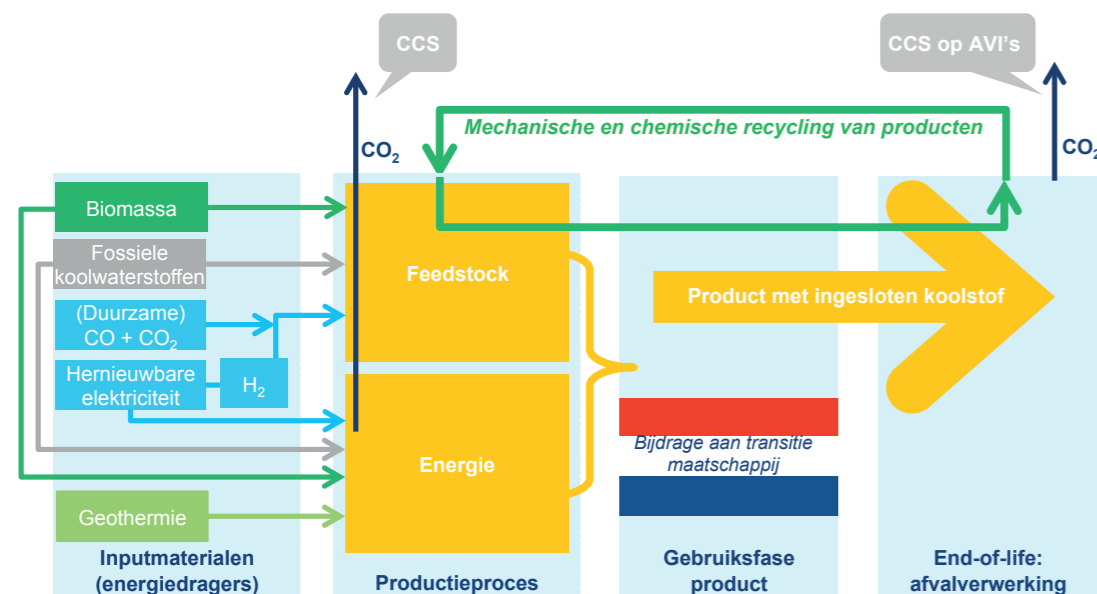 CCS
CCS op AVI's
Mechanische en chemische recycling van producten
CO2
CO2
Biomassa
Fossiele
koolwaterstoffen
(Duurzame)
CO + CO2
Hernieuwbare
elektriciteit
H2
Geothermie
Feedstock
Energie
Product met ingesloten koolstof
Bijdrage aan transitie
maatschappij
Inputmaterialen
(energiedragers)
Productieproces
Gebruiksfase
product
End-of-life:
afvalverwerking